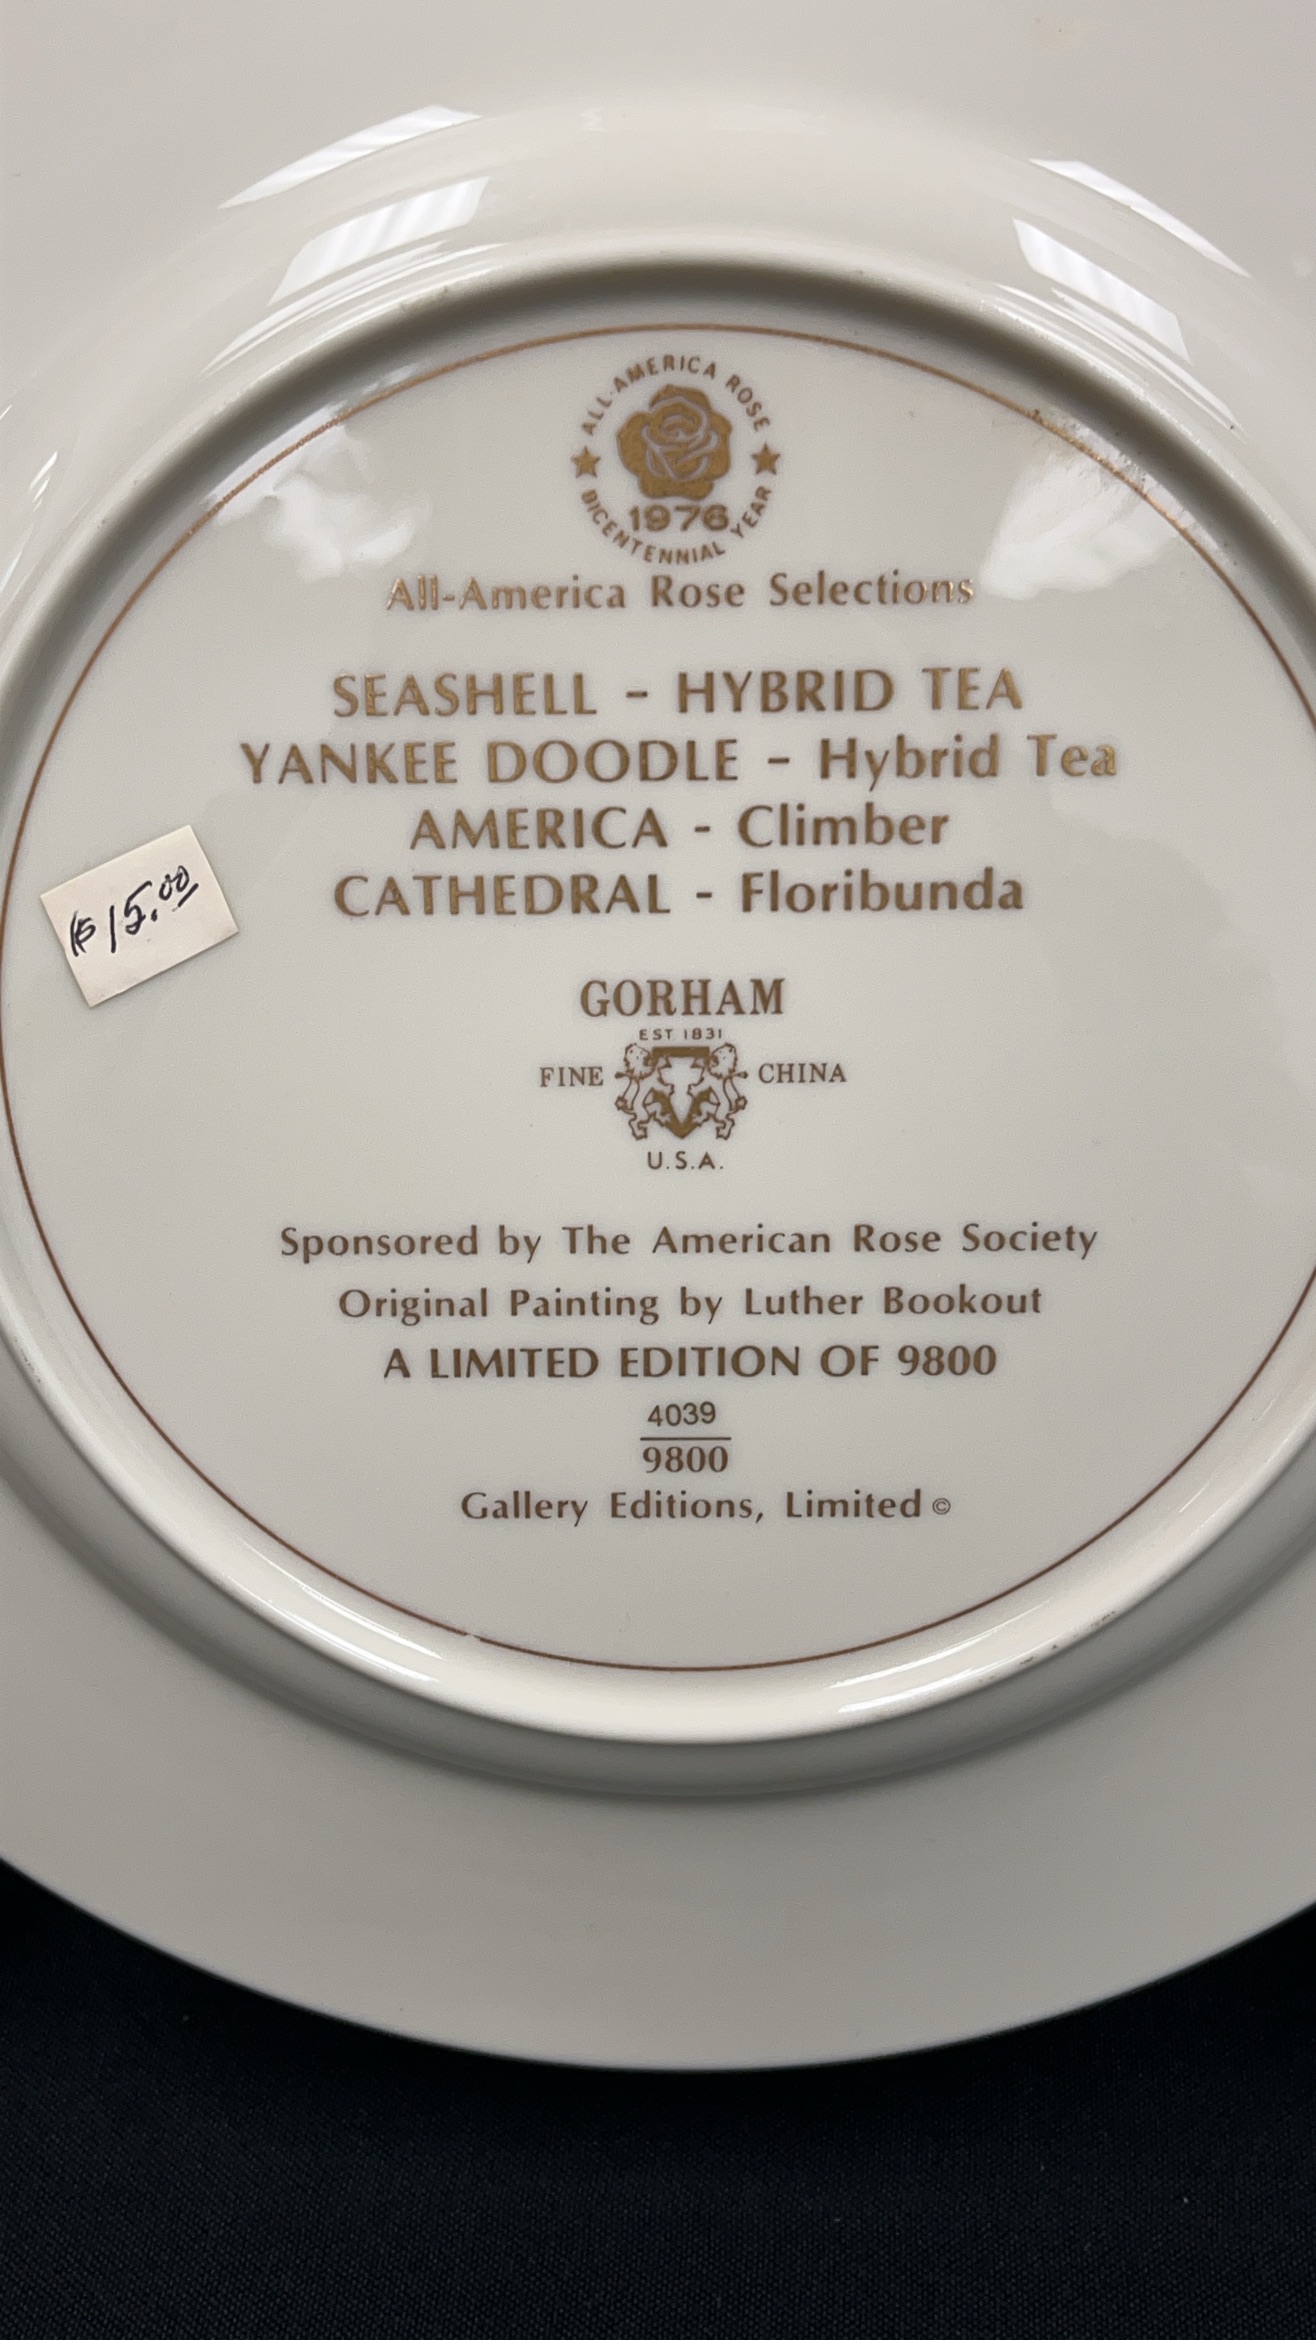 ALL-AMERICA ROSE
1976
BICENTENNIAL YEAR
All-America Rose Selections
SEASHELL - HYBRID TEA
YANKEE DOODLE - Hybrid Tea
AMERICA - Climber
CATHEDRAL - Floribunda
$15.00
GORHAM
EST 1831
FINE CHINA
U.S.A.
Sponsored by The American Rose Society
Original Painting by Luther Bookout
A LIMITED EDITION OF 9800
4039
9800
Gallery Editions, Limited ©